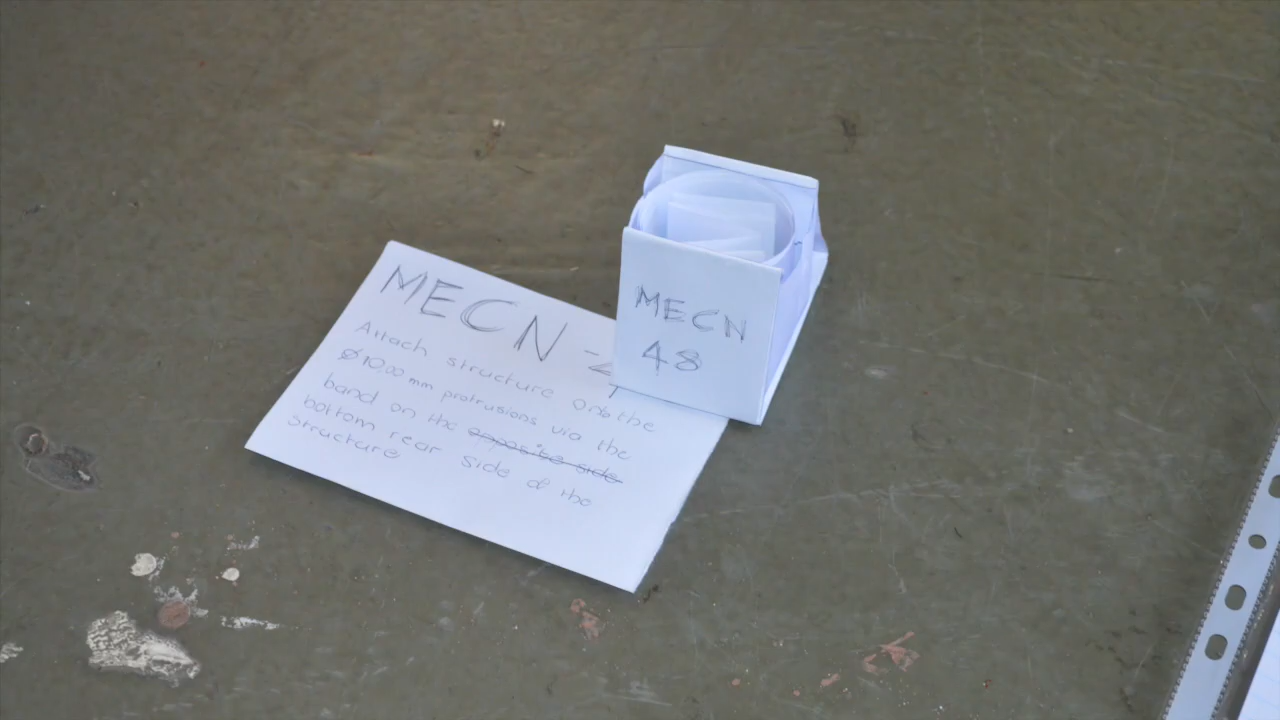 MECN -
Attach structure onto the
Ø10,00 mm protrusions via the
band on the opposite side
bottom rear side of the
structure
MECN
48